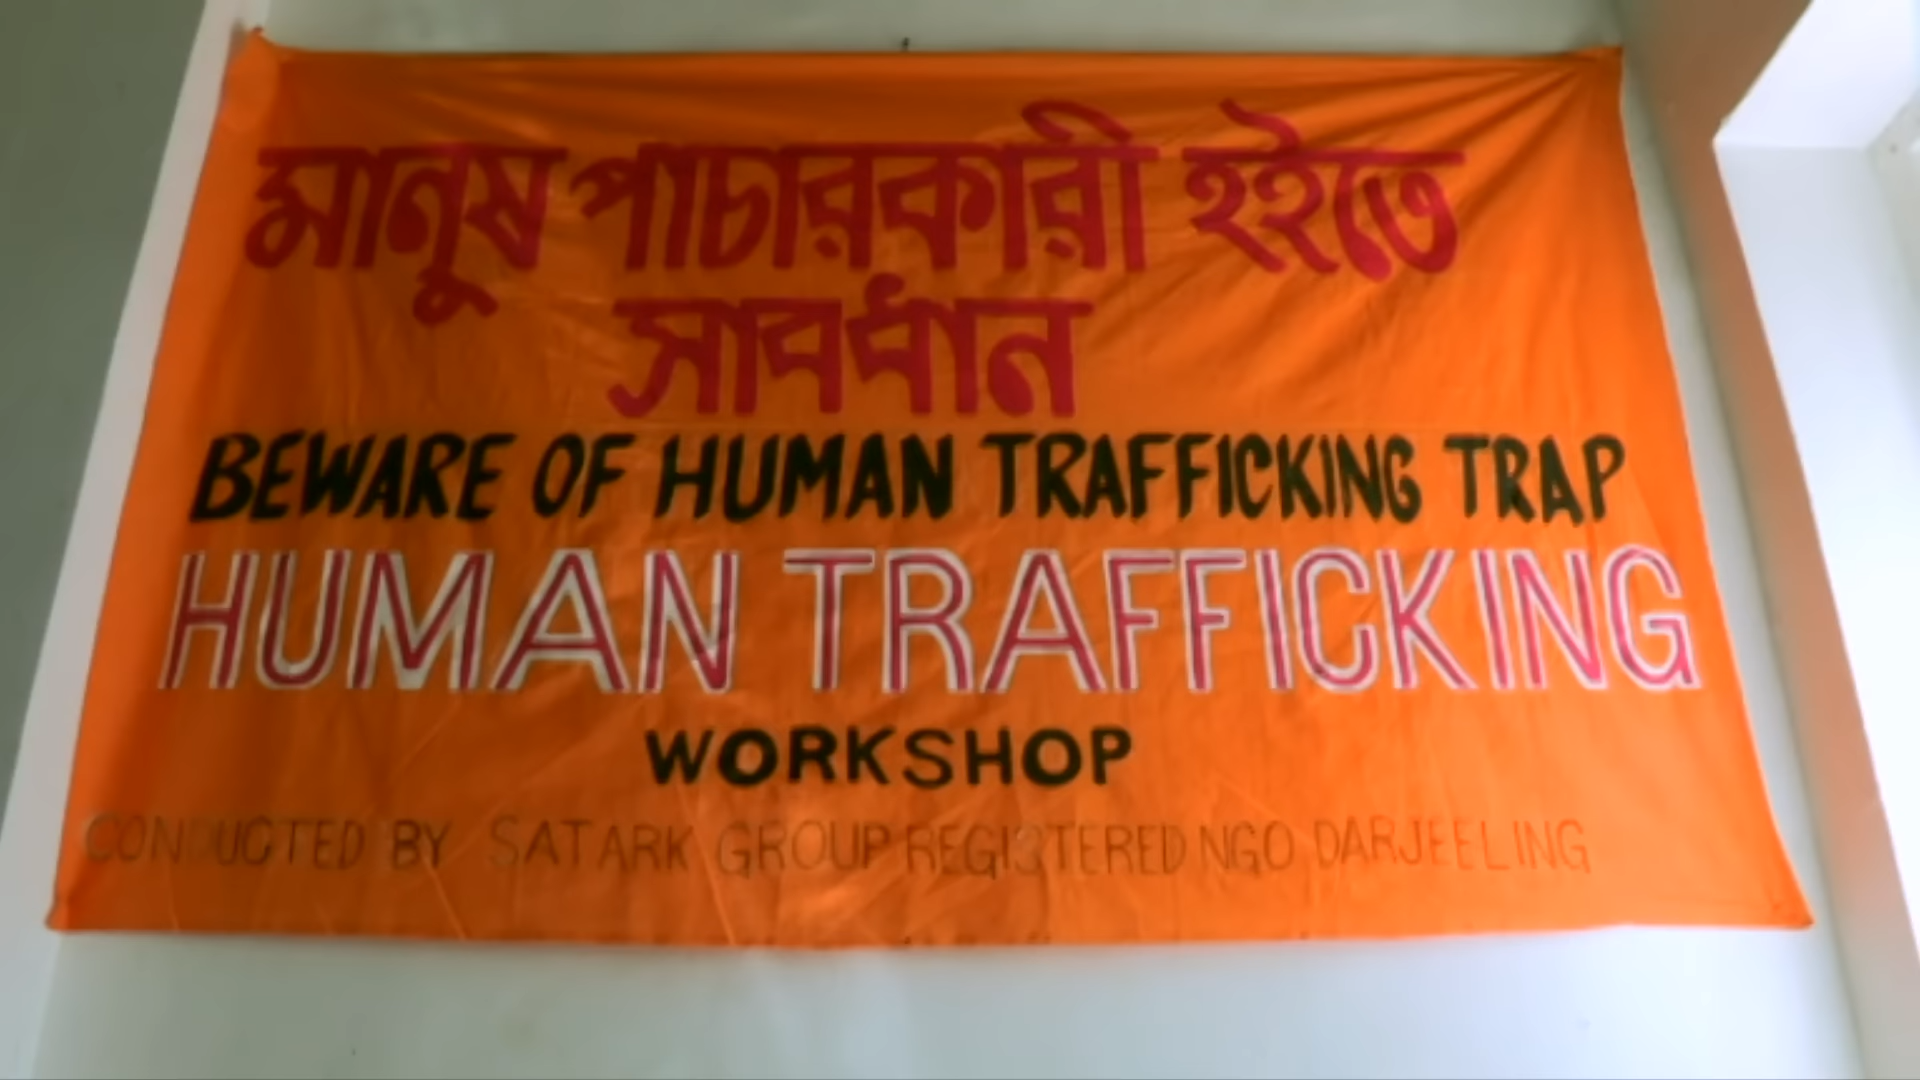 মানুষ পাচারকারী হইতে
সাবধান
BEWARE OF HUMAN TRAFFICKING TRAP
HUMAN TRAFFICKING
WORKSHOP
CONDUCTED BY SATARK GROUP REGISTERED NGO DARJEELING